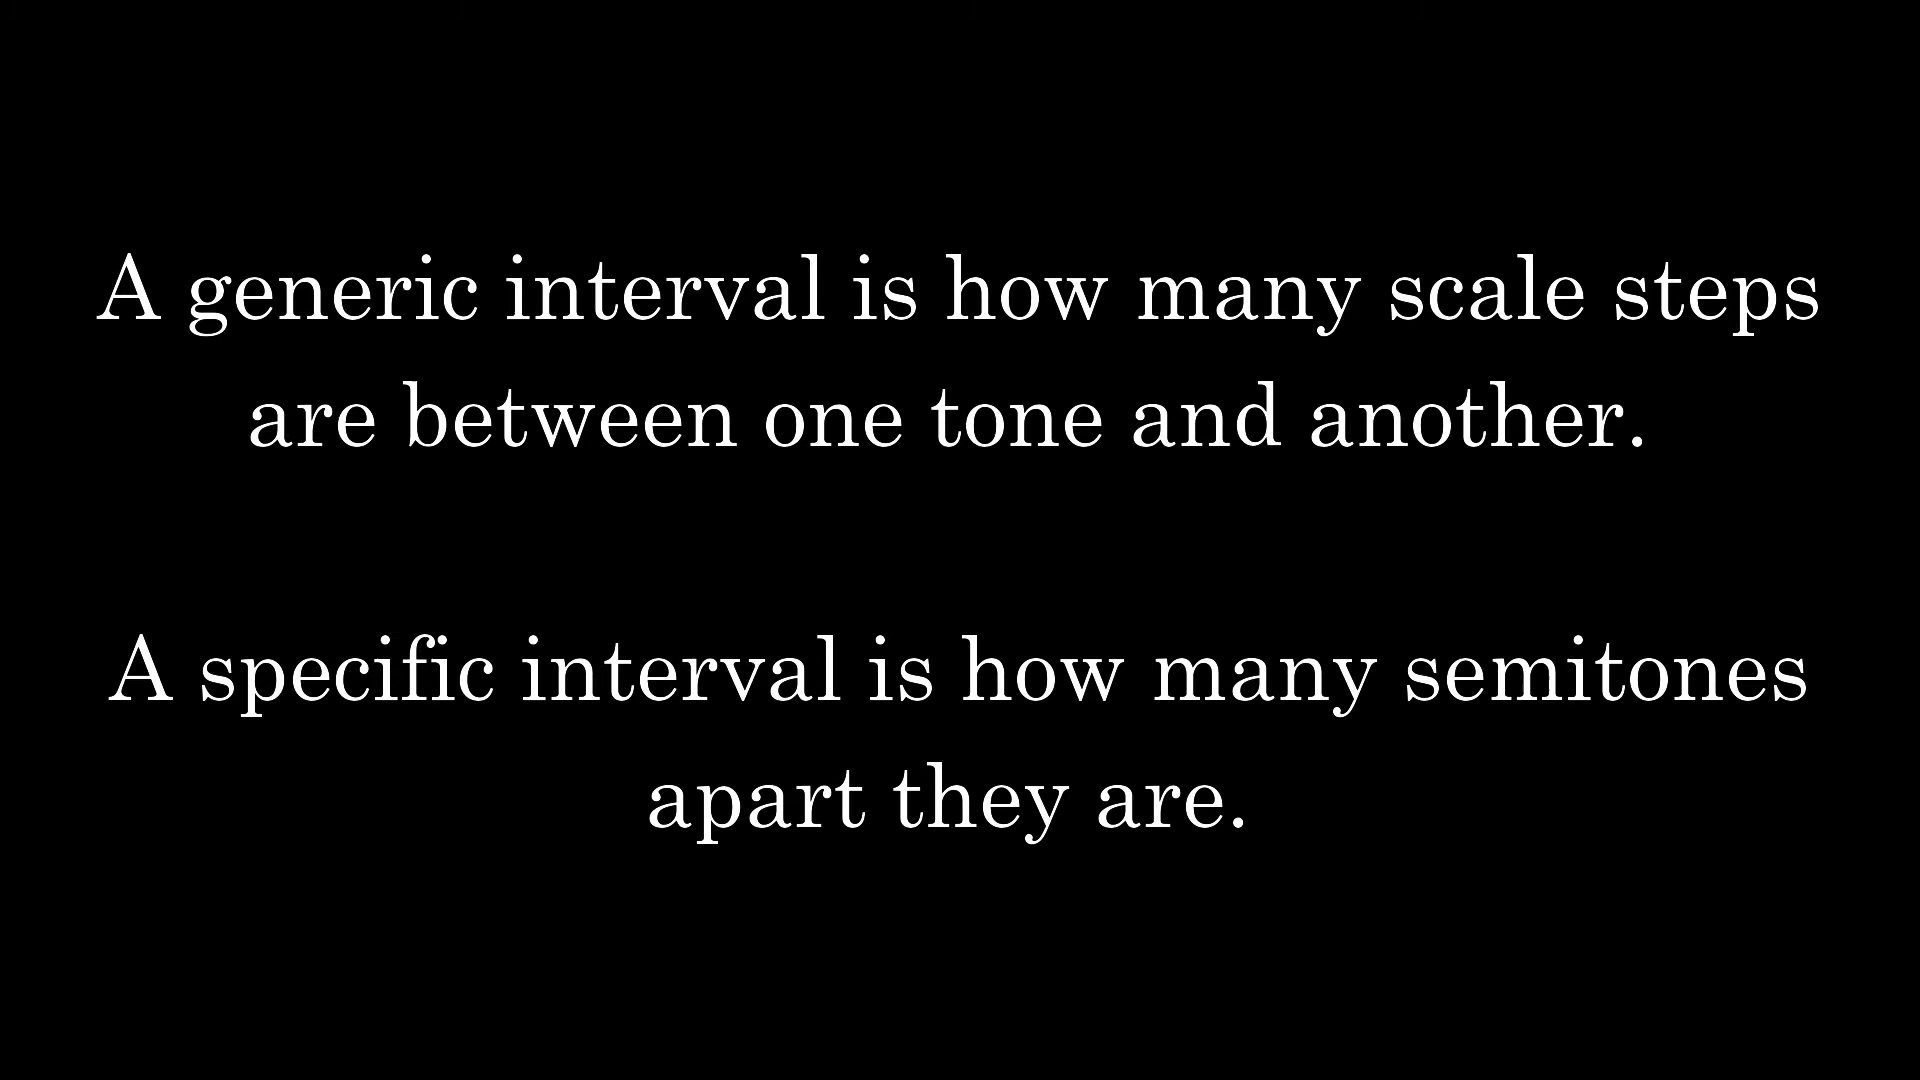 A generic interval is how many scale steps
are between one tone and another.
A specific interval is how many semitones
apart they are.